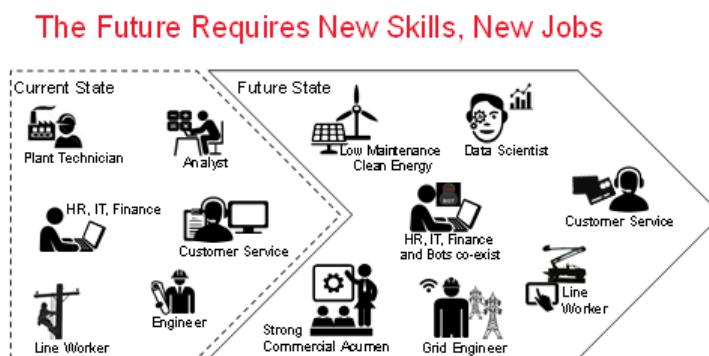 The Future Requires New Skills, New Jobs
Current State
Plant Technician
Analyst
HR, IT, Finance
Customer Service
Line Worker
Engineer
Future State
Low Maintenance
Clean Energy
Data Scientist
BOT
HR, IT, Finance
and Bots co-exist
Customer Service
Strong
Commercial Acumen
Grid Engineer
Line
Worker